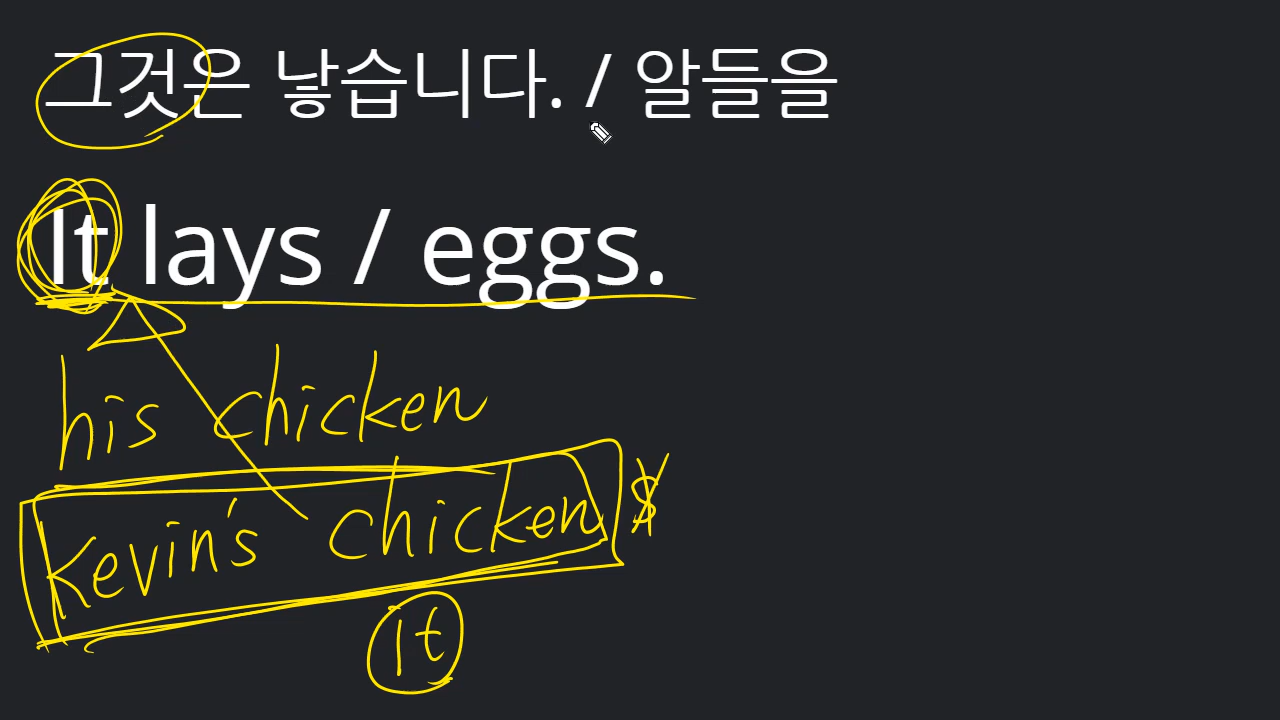 그것은 낳습니다. / 알들을
It lays / eggs.
his chicken
Kevin's chicken
it